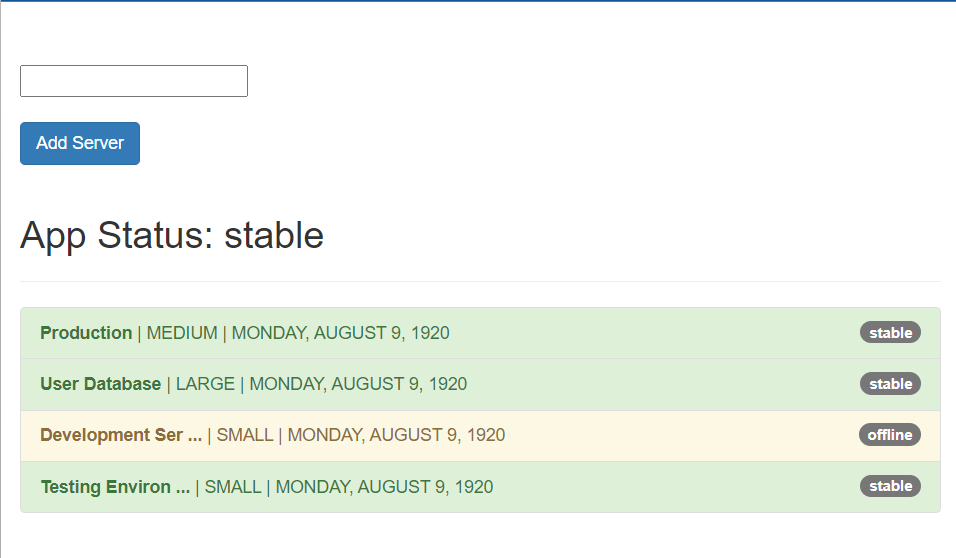 Add Server
App Status: stable
Production | MEDIUM | MONDAY, AUGUST 9, 1920 stable
User Database | LARGE | MONDAY, AUGUST 9, 1920 stable
Development Ser ... | SMALL | MONDAY, AUGUST 9, 1920 offline
Testing Environ ... | SMALL | MONDAY, AUGUST 9, 1920 stable